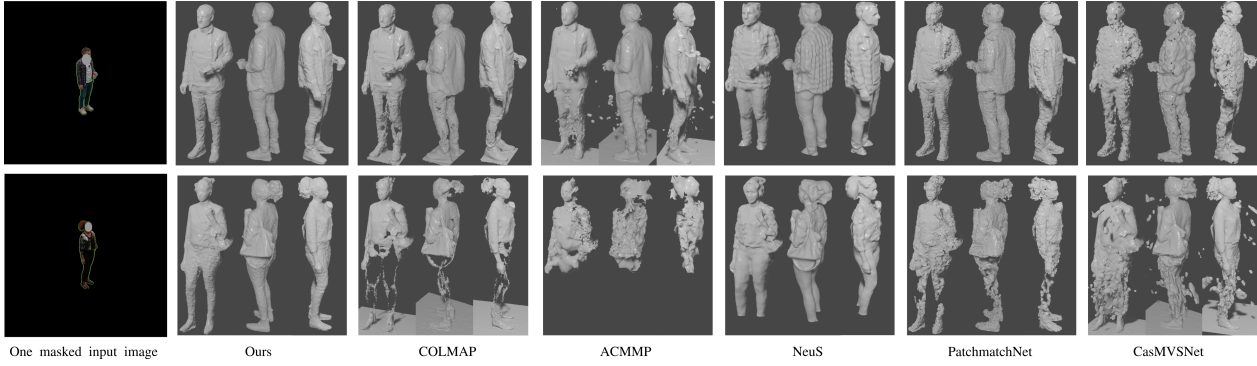 One masked input image
Ours
COLMAP
ACMMP
NeuS
PatchmatchNet
CasMVSNet